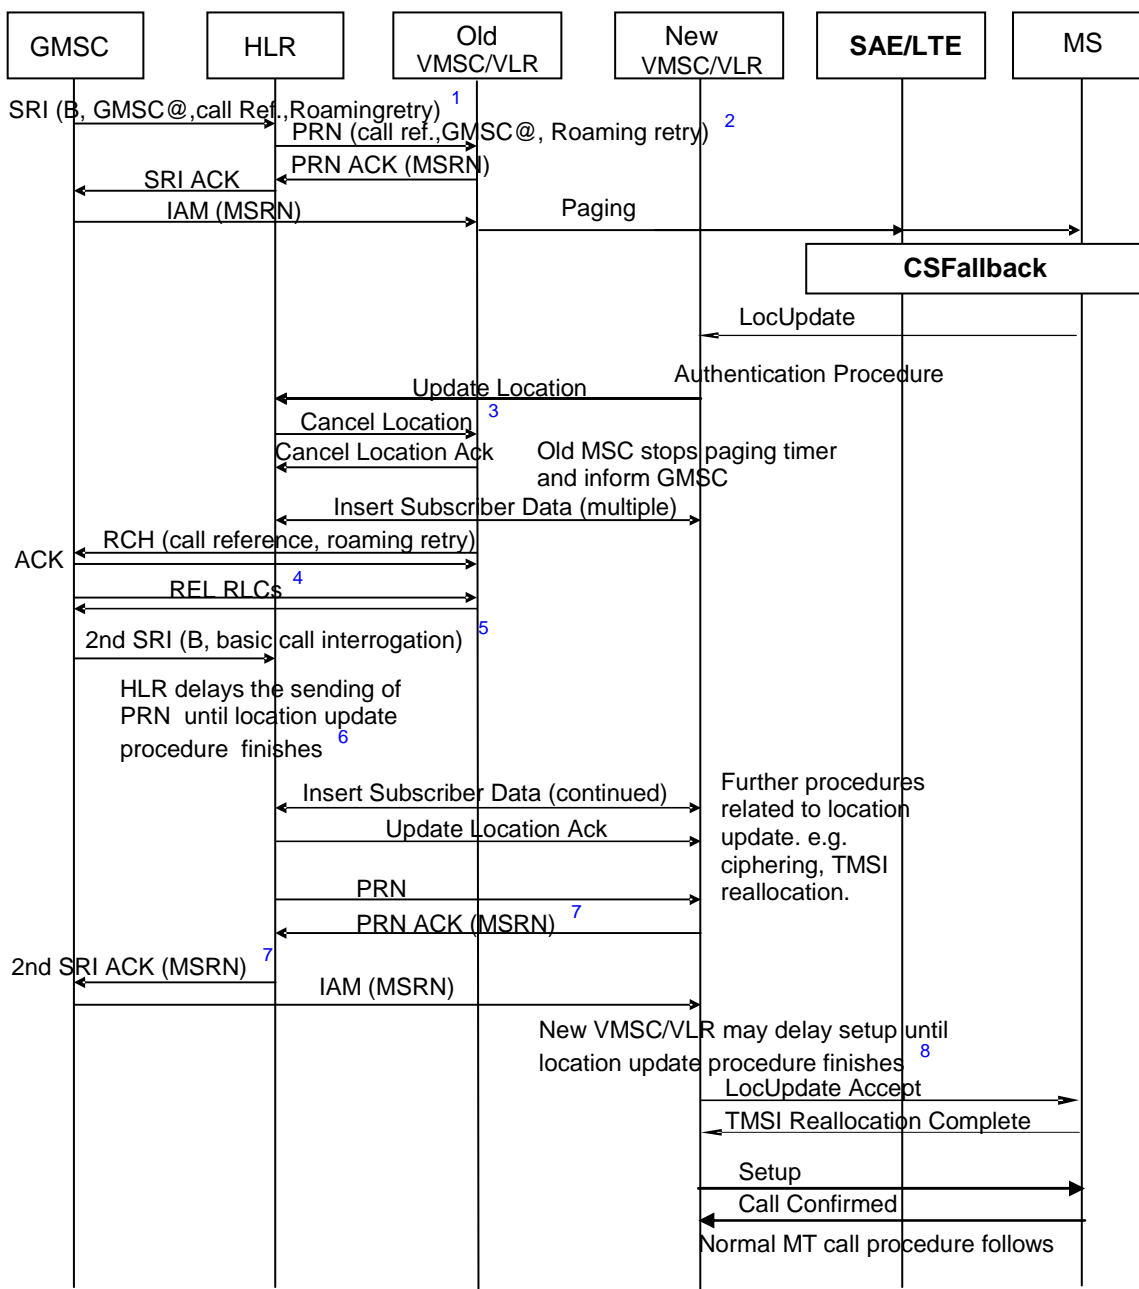 GMSC
HLR
Old
VMSC/VLR
New
VMSC/VLR
SAE/LTE
MS
SRI (B, GMSC@,call Ref.,Roamingretry) 1
PRN (call ref.,GMSC@, Roaming retry) 2
PRN ACK (MSRN)
SRI ACK
IAM (MSRN)
Paging
CSFallback
LocUpdate
Authentication Procedure
Update Location
Cancel Location 3
Cancel Location Ack
Old MSC stops paging timer
and inform GMSC
Insert Subscriber Data (multiple)
RCH (call reference, roaming retry)
ACK
REL RLCs 4
2nd SRI (B, basic call interrogation) 5
HLR delays the sending of
PRN until location update
procedure finishes 6
Insert Subscriber Data (continued)
Update Location Ack
Further procedures
related to location
update. e.g.
ciphering, TMSI
reallocation.
PRN
PRN ACK (MSRN) 7
2nd SRI ACK (MSRN) 7
IAM (MSRN)
New VMSC/VLR may delay setup until
location update procedure finishes 8
LocUpdate Accept
TMSI Reallocation Complete
Setup
Call Confirmed
Normal MT call procedure follows